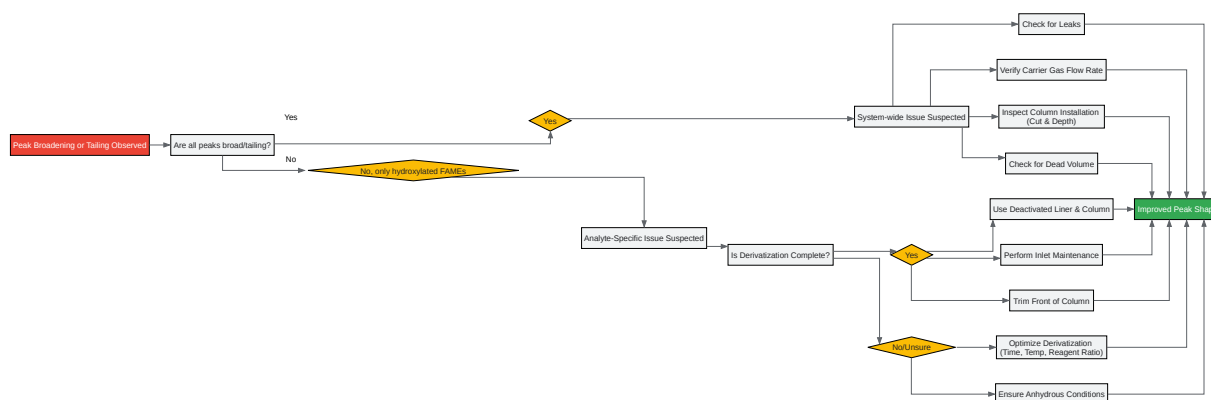 Check for Leaks
Verify Carrier Gas Flow Rate
Yes
Yes
System-wide Issue Suspected
Inspect Column Installation
(Cut & Depth)
Peak Broadening or Tailing Observed
Are all peaks broad/tailing?
No
No, only hydroxylated FAMEs
Check for Dead Volume
Use Deactivated Liner & Column
Improved Peak Shap
Analyte-Specific Issue Suspected
Is Derivatization Complete?
Yes
Perform Inlet Maintenance
Trim Front of Column
No/Unsure
Optimize Derivatization
(Time, Temp, Reagent Ratio)
Ensure Anhydrous Conditions